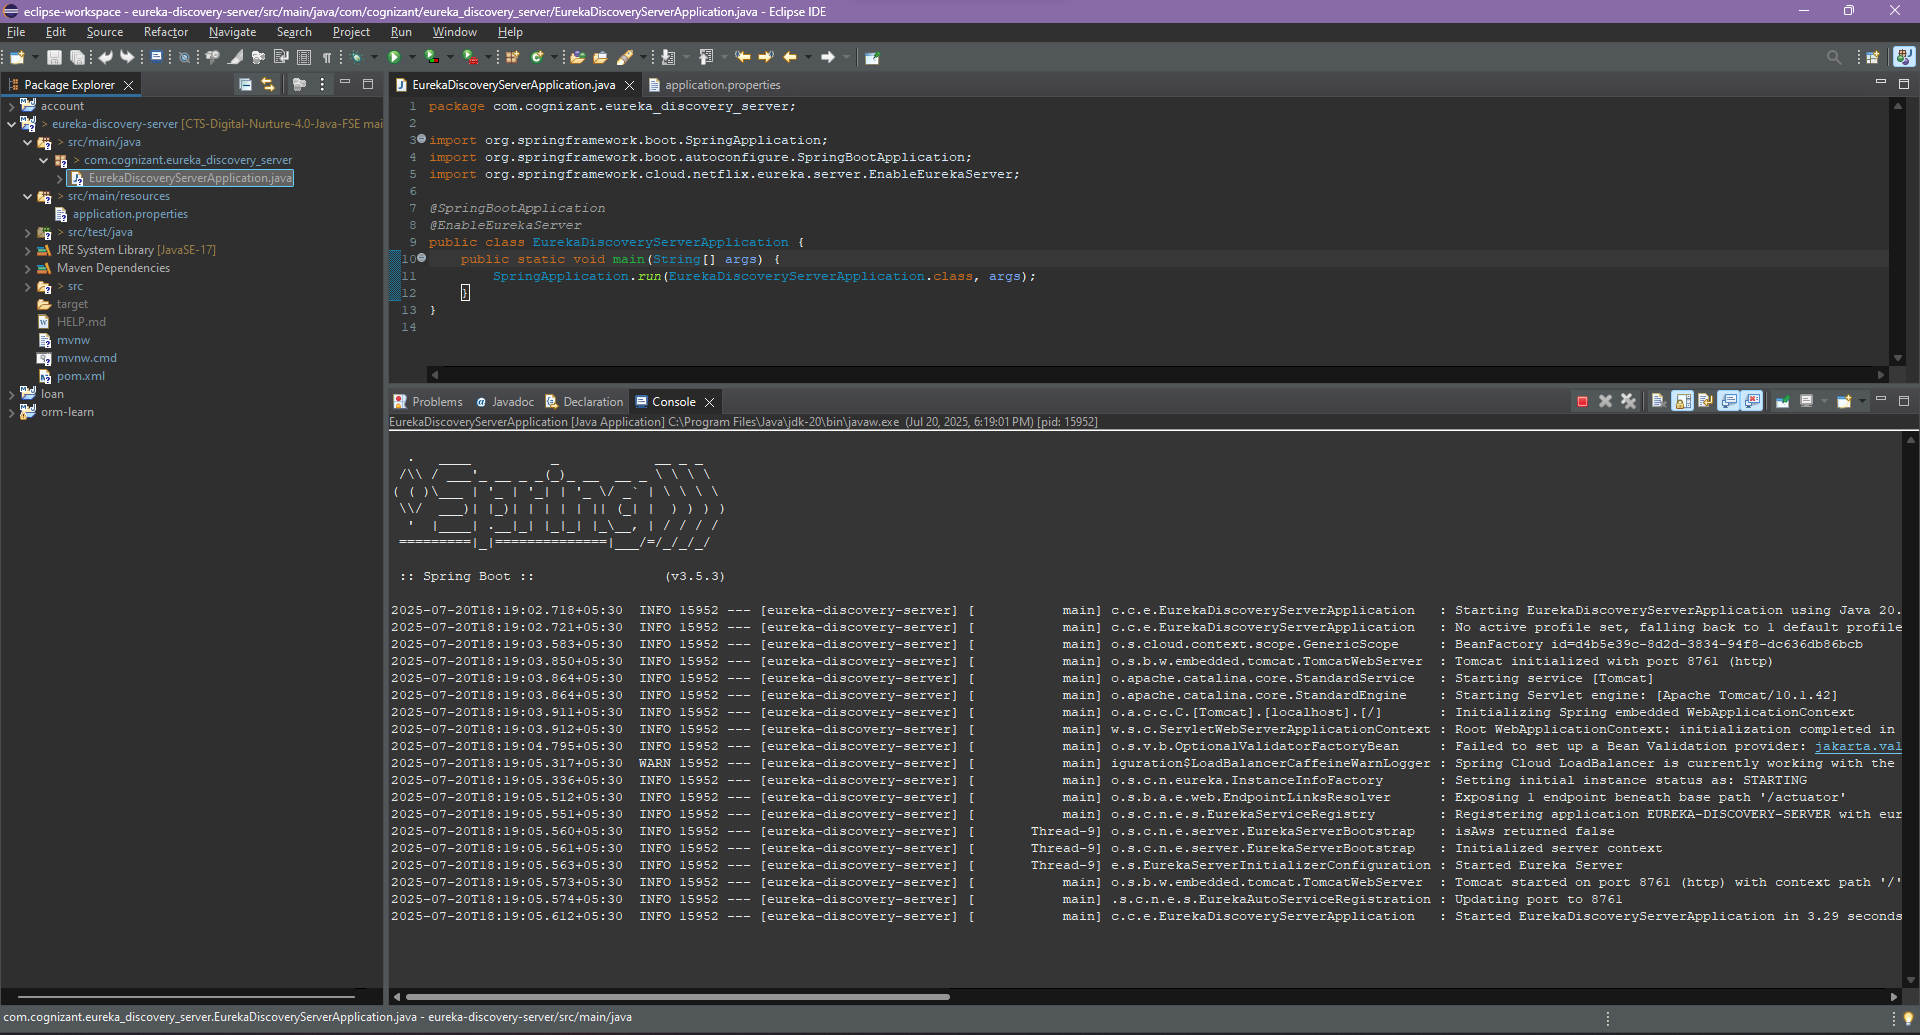 eclipse-workspace - eureka-discovery-server/src/main/java/com/cognizant/eureka_discovery_server/EurekaDiscoveryServerApplication.java - Eclipse IDE
File Edit Source Refactor Navigate Search Project Run Window Help
Package Explorer
account
> eureka-discovery-server [CTS-Digital-Nurture-4.0-Java-FSE mai
> src/main/java
> com.cognizant.eureka_discovery_server
EurekaDiscoveryServerApplication.java
> src/main/resources
application.properties
> src/test/java
JRE System Library [JavaSE-17]
Maven Dependencies
> src
target
HELP.md
mvnw
mvnw.cmd
pom.xml
loan
orm-learn
EurekaDiscoveryServerApplication.java application.properties
1 package com.cognizant.eureka_discovery_server;
2
3 import org.springframework.boot.SpringApplication;
4 import org.springframework.boot.autoconfigure.SpringBootApplication;
5 import org.springframework.cloud.netflix.eureka.server.EnableEurekaServer;
6
7 @SpringBootApplication
8 @EnableEurekaServer
9 public class EurekaDiscoveryServerApplication {
10 public static void main(String[] args) {
11 SpringApplication.run(EurekaDiscoveryServerApplication.class, args);
12 }
13 }
14
Problems Javadoc Declaration Console
EurekaDiscoveryServerApplication [Java Application] C:\Program Files\Java\jdk-20\bin\javaw.exe (Jul 20, 2025, 6:19:01 PM) [pid: 15952]
  .   ____          _            __ _ _
 /\\ / ___'_ __ _ _(_)_ __  __ _ \ \ \ \
( ( )\___ | '_ | '_| | '_ \/ _` | \ \ \ \
 \\/  ___)| |_)| | | | | || (_| |  ) ) ) )
  '  |____| .__|_| |_|_| |_\__, | / / / /
 =========|_|==============|___/=/_/_/_/
:: Spring Boot :: (v3.5.3)
2025-07-20T18:19:02.718+05:30 INFO 15952 --- [eureka-discovery-server] [ main] c.c.e.EurekaDiscoveryServerApplication : Starting EurekaDiscoveryServerApplication using Java 20.
2025-07-20T18:19:02.721+05:30 INFO 15952 --- [eureka-discovery-server] [ main] c.c.e.EurekaDiscoveryServerApplication : No active profile set, falling back to 1 default profile
2025-07-20T18:19:03.583+05:30 INFO 15952 --- [eureka-discovery-server] [ main] o.s.cloud.context.scope.GenericScope : BeanFactory id=d4b5e39c-8d2d-3834-94f8-dc636db86bcb
2025-07-20T18:19:03.850+05:30 INFO 15952 --- [eureka-discovery-server] [ main] o.s.b.w.embedded.tomcat.TomcatWebServer : Tomcat initialized with port 8761 (http)
2025-07-20T18:19:03.864+05:30 INFO 15952 --- [eureka-discovery-server] [ main] o.apache.catalina.core.StandardService : Starting service [Tomcat]
2025-07-20T18:19:03.864+05:30 INFO 15952 --- [eureka-discovery-server] [ main] o.apache.catalina.core.StandardEngine : Starting Servlet engine: [Apache Tomcat/10.1.42]
2025-07-20T18:19:03.911+05:30 INFO 15952 --- [eureka-discovery-server] [ main] o.a.c.c.C.[Tomcat].[localhost].[/] : Initializing Spring embedded WebApplicationContext
2025-07-20T18:19:03.912+05:30 INFO 15952 --- [eureka-discovery-server] [ main] w.s.c.ServletWebServerApplicationContext : Root WebApplicationContext: initialization completed in
2025-07-20T18:19:04.795+05:30 INFO 15952 --- [eureka-discovery-server] [ main] o.s.v.b.OptionalValidatorFactoryBean : Failed to set up a Bean Validation provider: jakarta.val
2025-07-20T18:19:05.317+05:30 WARN 15952 --- [eureka-discovery-server] [ main] iguration$LoadBalancerCaffeineWarnLogger : Spring Cloud LoadBalancer is currently working with the
2025-07-20T18:19:05.336+05:30 INFO 15952 --- [eureka-discovery-server] [ main] o.s.c.n.eureka.InstanceInfoFactory : Setting initial instance status as: STARTING
2025-07-20T18:19:05.512+05:30 INFO 15952 --- [eureka-discovery-server] [ main] o.s.b.a.e.web.EndpointLinksResolver : Exposing 1 endpoint beneath base path '/actuator'
2025-07-20T18:19:05.551+05:30 INFO 15952 --- [eureka-discovery-server] [ main] o.s.c.n.e.s.EurekaServiceRegistry : Registering application EUREKA-DISCOVERY-SERVER with eur
2025-07-20T18:19:05.560+05:30 INFO 15952 --- [eureka-discovery-server] [ Thread-9] o.s.c.n.e.server.EurekaServerBootstrap : isAws returned false
2025-07-20T18:19:05.561+05:30 INFO 15952 --- [eureka-discovery-server] [ Thread-9] o.s.c.n.e.server.EurekaServerBootstrap : Initialized server context
2025-07-20T18:19:05.563+05:30 INFO 15952 --- [eureka-discovery-server] [ Thread-9] e.s.EurekaServerInitializerConfiguration : Started Eureka Server
2025-07-20T18:19:05.573+05:30 INFO 15952 --- [eureka-discovery-server] [ main] o.s.b.w.embedded.tomcat.TomcatWebServer : Tomcat started on port 8761 (http) with context path '/'
2025-07-20T18:19:05.574+05:30 INFO 15952 --- [eureka-discovery-server] [ main] .s.c.n.e.s.EurekaAutoServiceRegistration : Updating port to 8761
2025-07-20T18:19:05.612+05:30 INFO 15952 --- [eureka-discovery-server] [ main] c.c.e.EurekaDiscoveryServerApplication : Started EurekaDiscoveryServerApplication in 3.29 seconds
com.cognizant.eureka_discovery_server.EurekaDiscoveryServerApplication.java - eureka-discovery-server/src/main/java